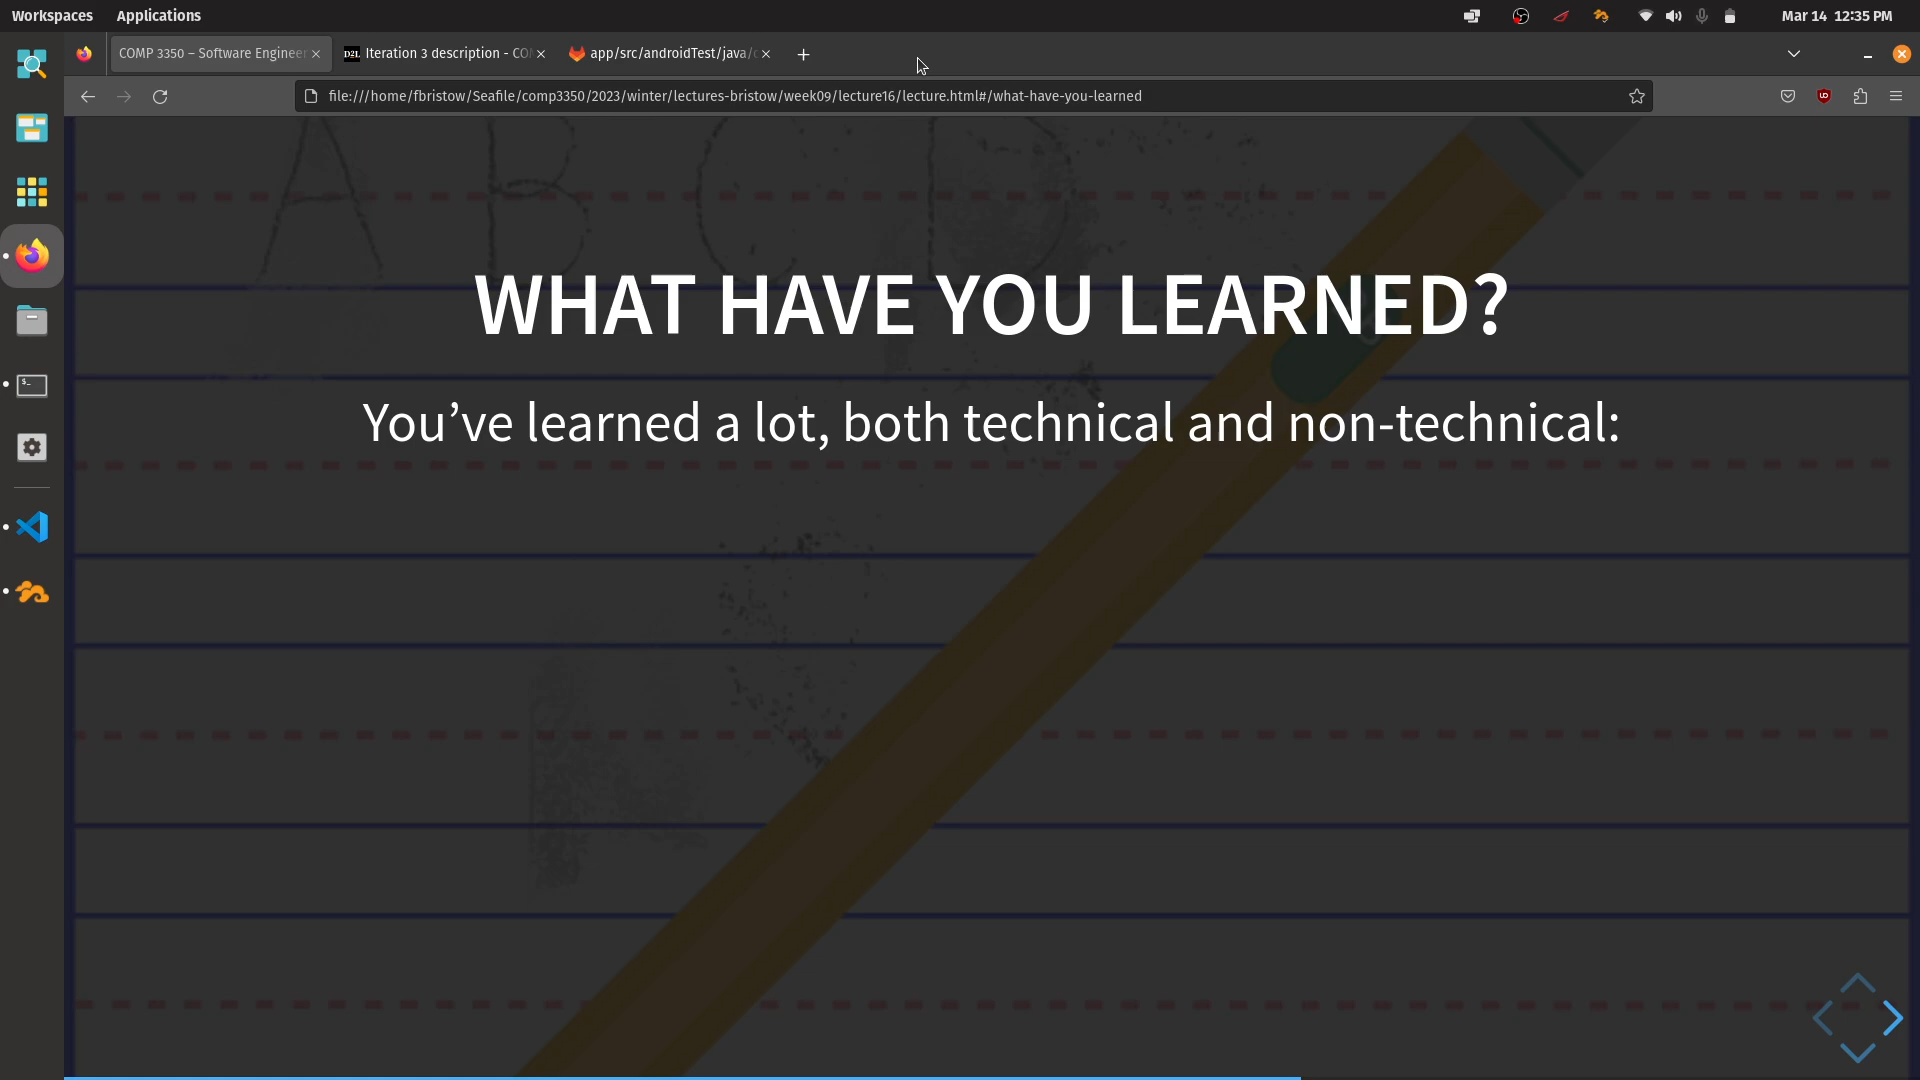 Workspaces Applications Mar 14 12:35 PM
COMP 3350 – Software Engineer Iteration 3 description - CO app/src/androidTest/java/
file:///home/fbristow/Seafile/comp3350/2023/winter/lectures-bristow/week09/lecture16/lecture.html#/what-have-you-learned
A B C D
WHAT HAVE YOU LEARNED?
You’ve learned a lot, both technical and non-technical: